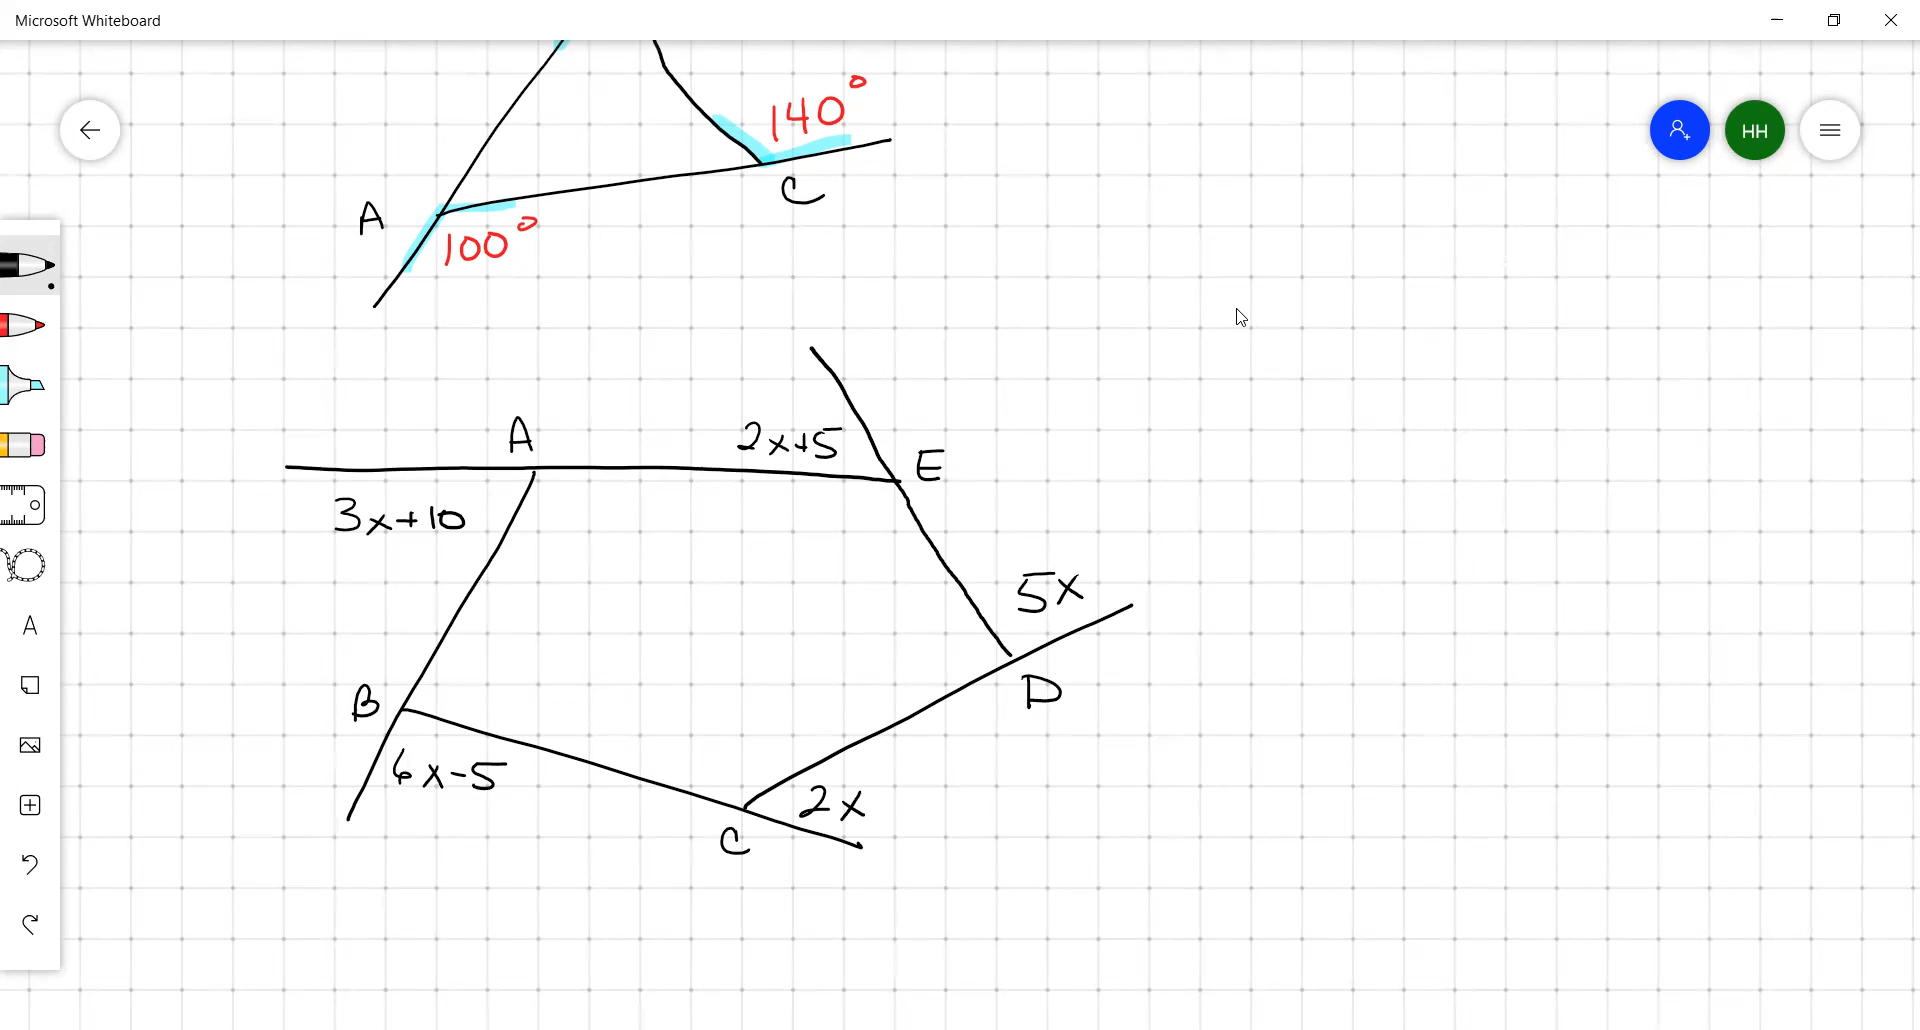 Microsoft Whiteboard
140°
C
A
100°
HH
A
2x+5
E
3x+10
5x
B
D
6x-5
2x
C
A